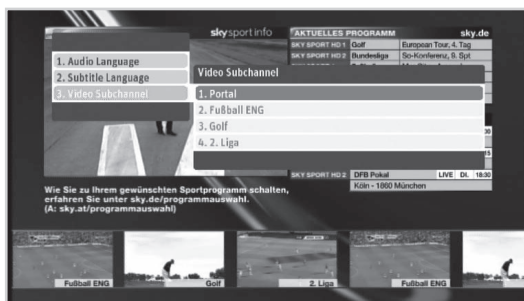 skysport info
AKTUELLES PROGRAMM sky.de
SKY SPORT HD 1 Golf European Tour, 4. Tag
SKY SPORT HD 2 Bundesliga So-Konferenz, 8. Spt
1. Audio Language
2. Subtitle Language
3. Video Subchannel
Video Subchannel
1. Portal
2. Fußball ENG
3. Golf
4. 2. Liga
SKY SPORT HD 2 DFB Pokal LIVE DI. 18:30
Köln - 1860 München
Wie Sie zu Ihrem gewünschten Sportprogramm schalten,
erfahren Sie unter sky.de/programmauswahl.
(A: sky.at/programmauswahl)
Fußball ENG Golf 2. Liga Fußball ENG Golf